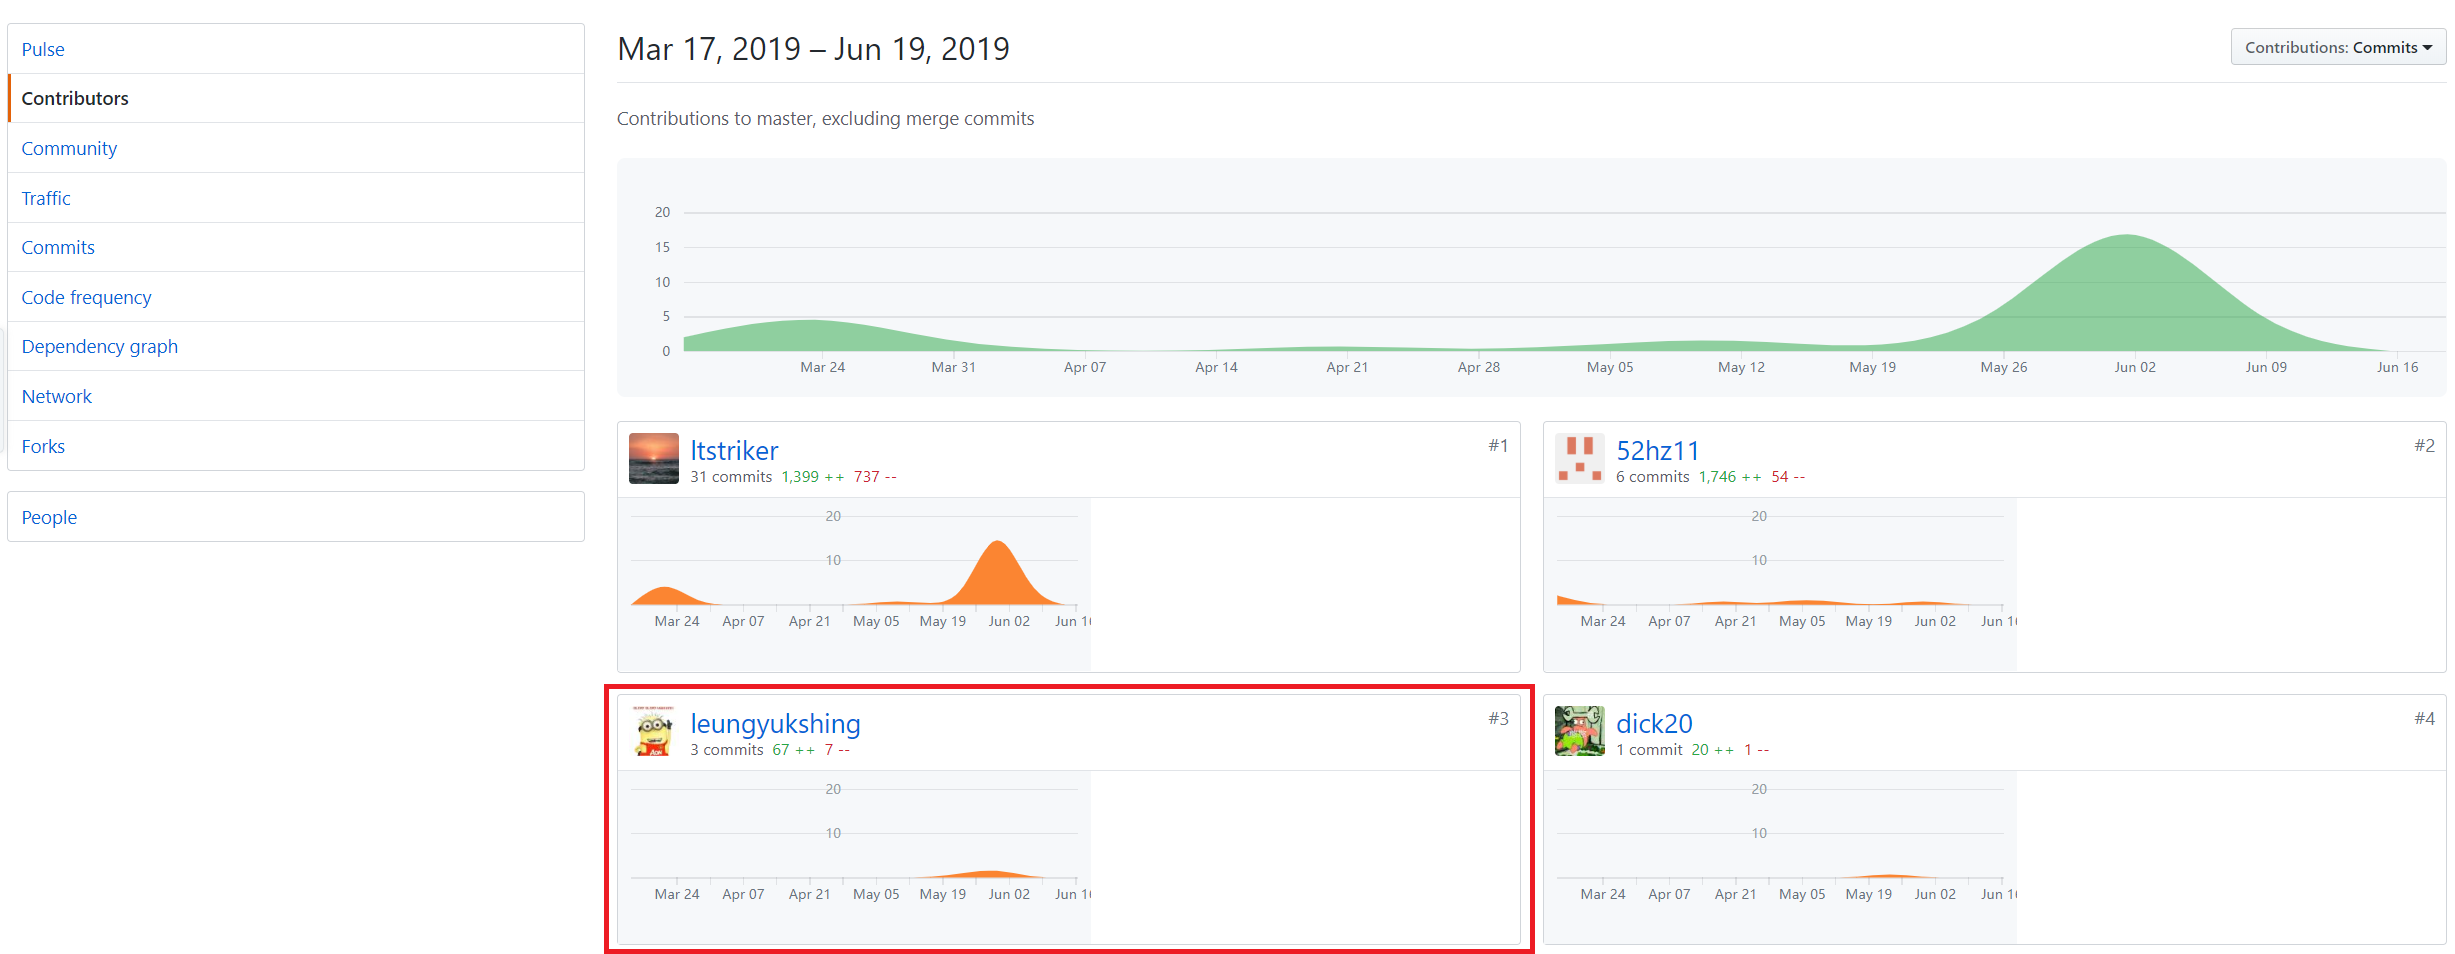 Pulse
Contributors
Community
Traffic
Commits
Code frequency
Dependency graph
Network
Forks
People
Mar 17, 2019 – Jun 19, 2019
Contributions: Commits
Contributions to master, excluding merge commits
20
15
10
5
0
Mar 24 Mar 31 Apr 07 Apr 14 Apr 21 Apr 28 May 05 May 12 May 19 May 26 Jun 02 Jun 09 Jun 16
ltstriker #1
31 commits 1,399 ++ 737 --
20
10
Mar 24 Apr 07 Apr 21 May 05 May 19 Jun 02 Jun 1
52hz11 #2
6 commits 1,746 ++ 54 --
20
10
Mar 24 Apr 07 Apr 21 May 05 May 19 Jun 02 Jun 1
leungyukshing #3
3 commits 67 ++ 7 --
20
10
Mar 24 Apr 07 Apr 21 May 05 May 19 Jun 02 Jun 1
dick20 #4
1 commit 20 ++ 1 --
20
10
Mar 24 Apr 07 Apr 21 May 05 May 19 Jun 02 Jun 1